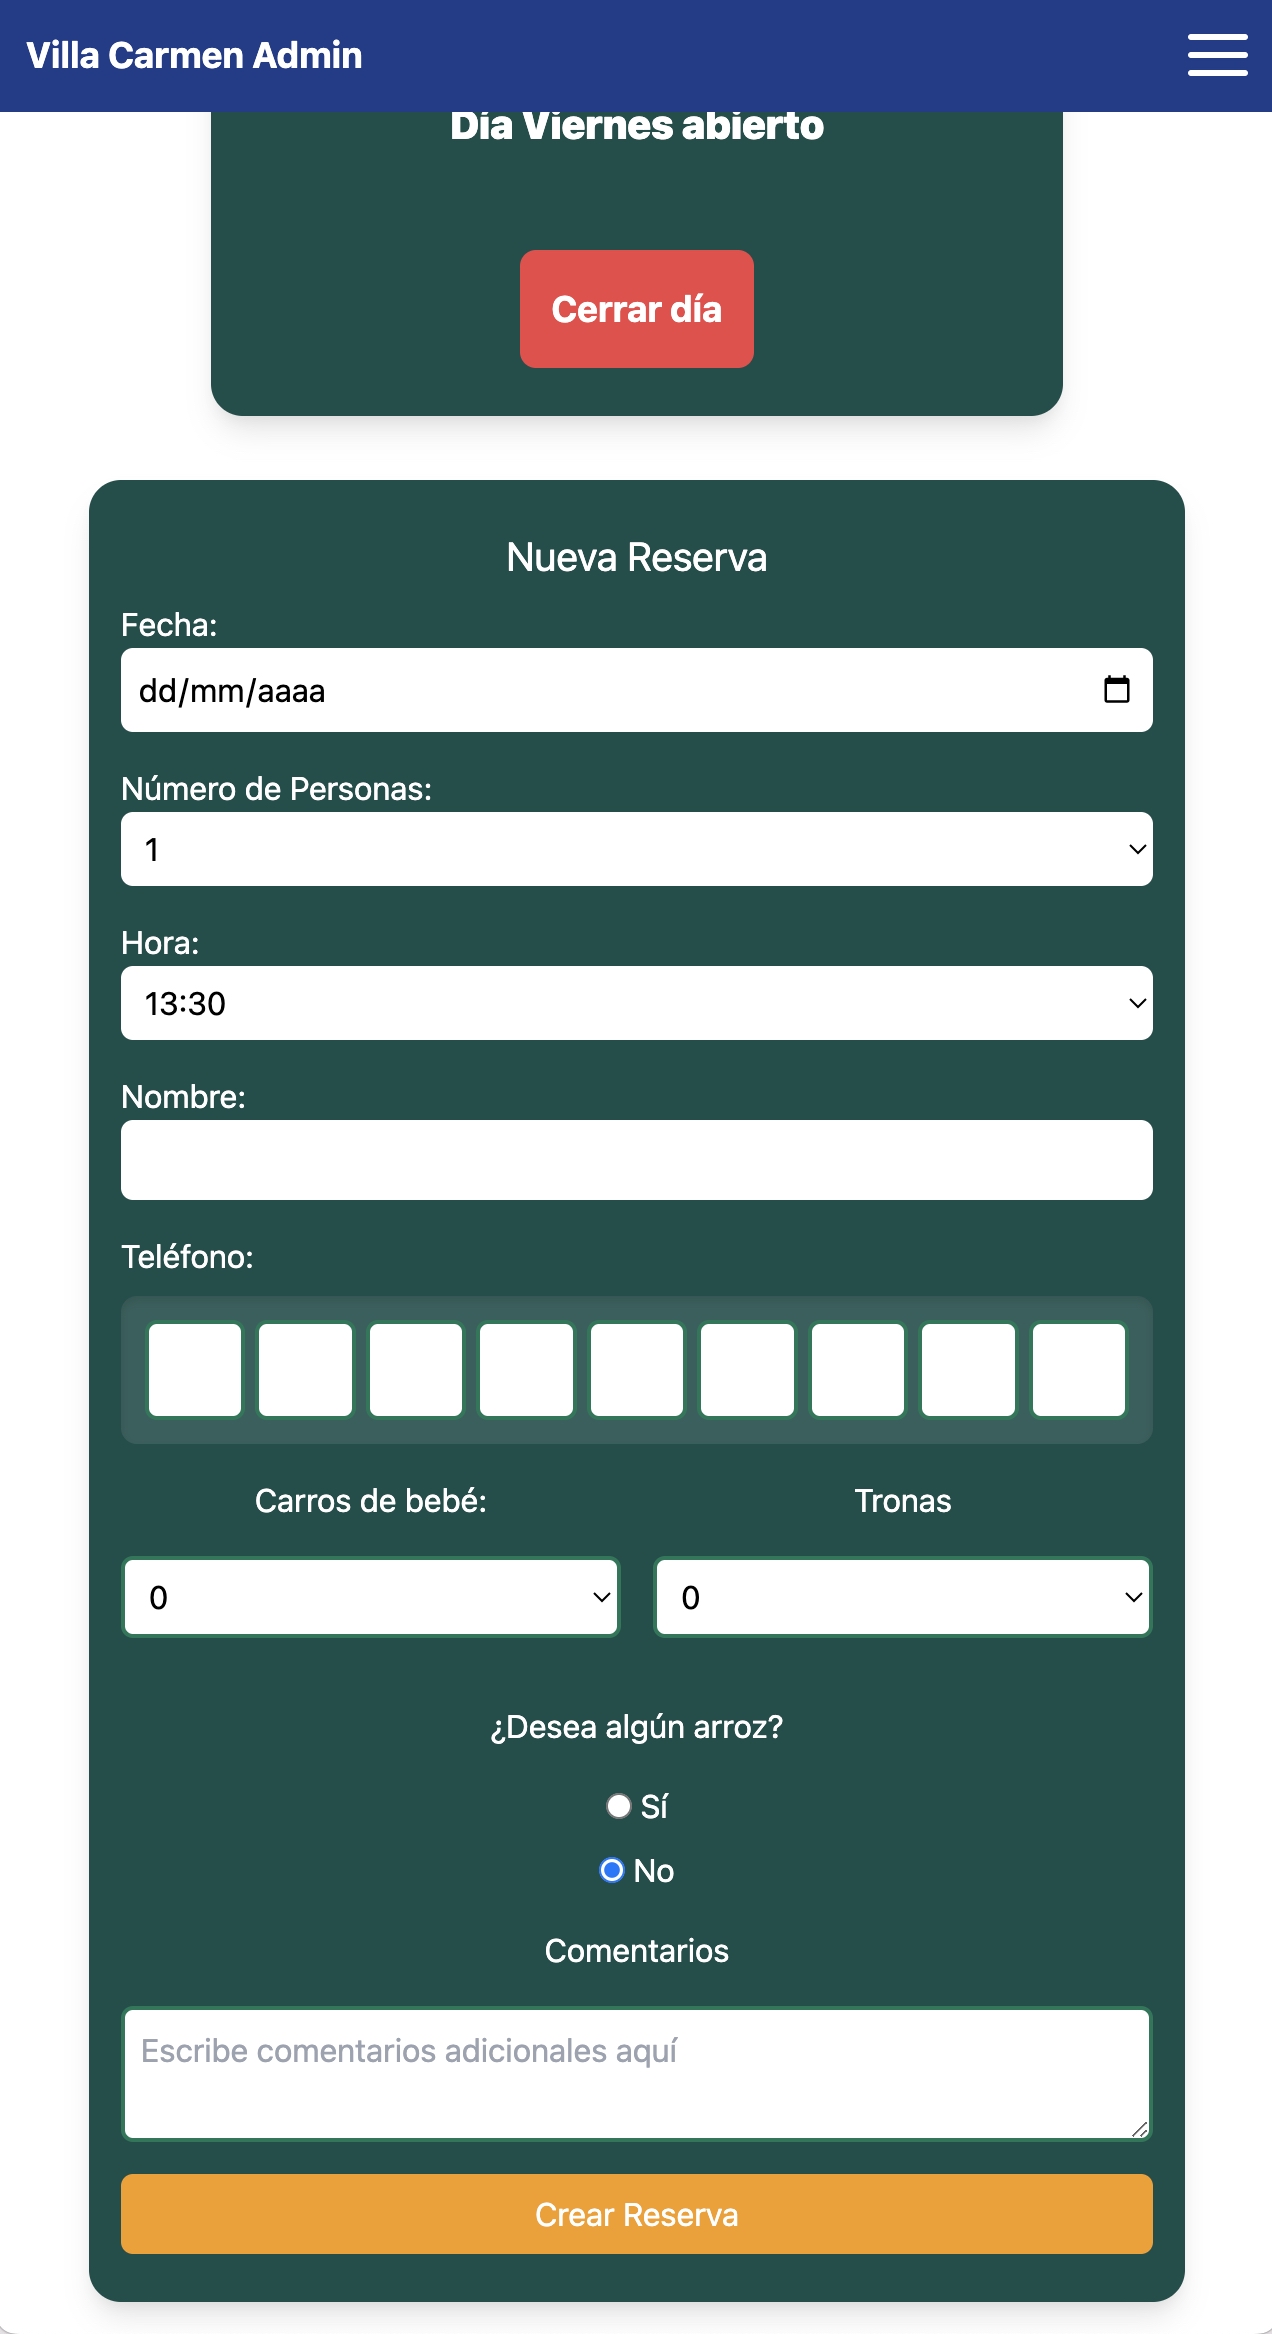 Villa Carmen Admin
Día Viernes abierto
Cerrar día
Nueva Reserva
Fecha:
dd/mm/aaaa
Número de Personas:
1
Hora:
13:30
Nombre:
Teléfono:
Carros de bebé: Tronas
0 0
¿Desea algún arroz?
Sí
No
Comentarios
Escribe comentarios adicionales aquí
Crear Reserva